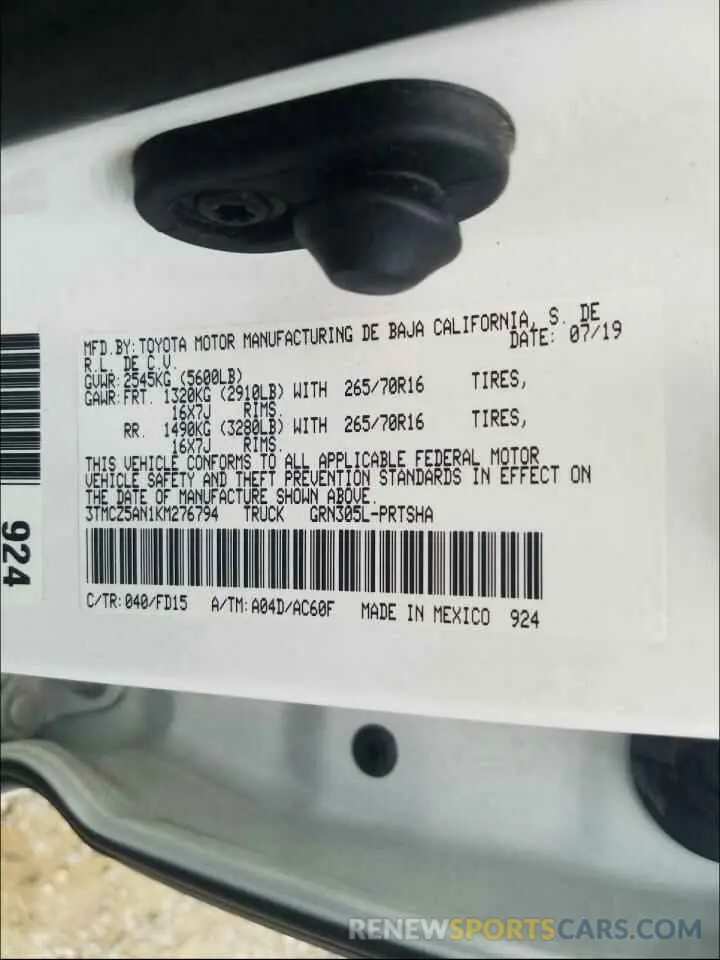 MFD.BY:TOYOTA MOTOR MANUFACTURING DE BAJA CALIFORNIA, S. DE
R.L. DE C.V. DATE: 07/19
GVWR:2545KG (5600LB)
GAWR:FRT. 1320KG (2910LB) WITH 265/70R16 TIRES,
16X7J RIMS.
RR. 1490KG (3280LB) WITH 265/70R16 TIRES,
16X7J RIMS.
THIS VEHICLE CONFORMS TO ALL APPLICABLE FEDERAL MOTOR
VEHICLE SAFETY AND THEFT PREVENTION STANDARDS IN EFFECT ON
THE DATE OF MANUFACTURE SHOWN ABOVE.
3TMCZ5AN1KM276794 TRUCK GRN305L-PRTSHA
C/TR:040/FD15 A/TM:A04D/AC60F MADE IN MEXICO 924
924
RENEWSPORTSCARS.COM